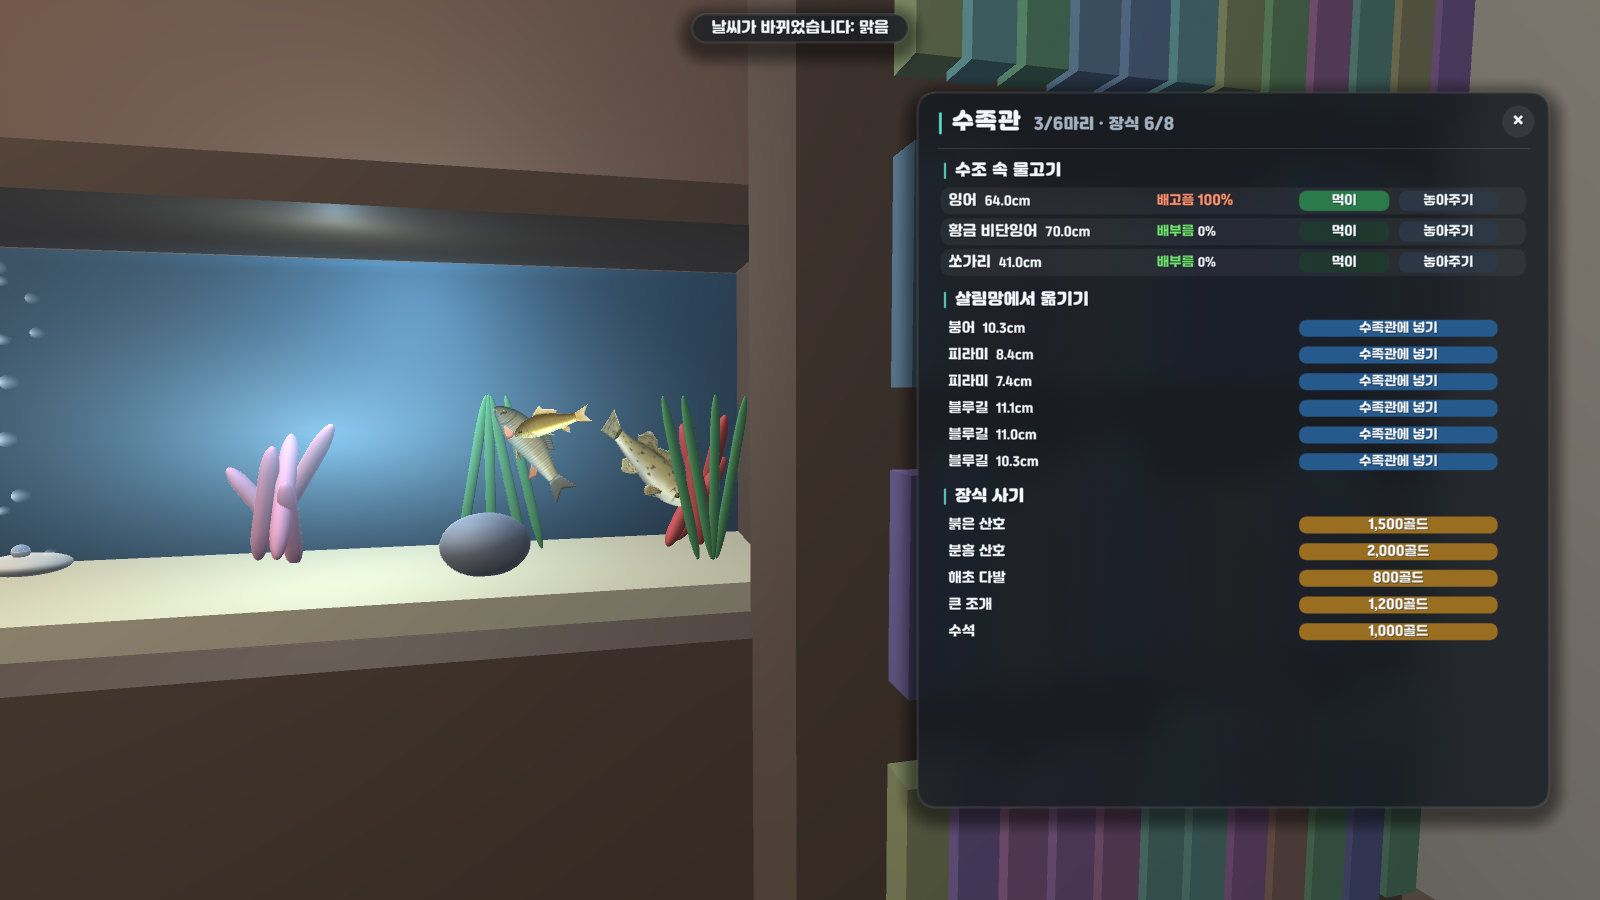 날씨가 바뀌었습니다: 맑음
수족관 3/6마리 · 장식 6/8
수조 속 물고기
잉어 64.0cm 배고픔 100% 먹이 놓아주기
황금 비단잉어 70.0cm 배부름 0% 먹이 놓아주기
쏘가리 41.0cm 배부름 0% 먹이 놓아주기
살림망에서 옮기기
붕어 10.3cm 수족관에 넣기
피라미 8.4cm 수족관에 넣기
피라미 7.4cm 수족관에 넣기
블루길 11.1cm 수족관에 넣기
블루길 11.0cm 수족관에 넣기
블루길 10.3cm 수족관에 넣기
장식 사기
붉은 산호 1,500골드
분홍 산호 2,000골드
해초 다발 800골드
큰 조개 1,200골드
수석 1,000골드